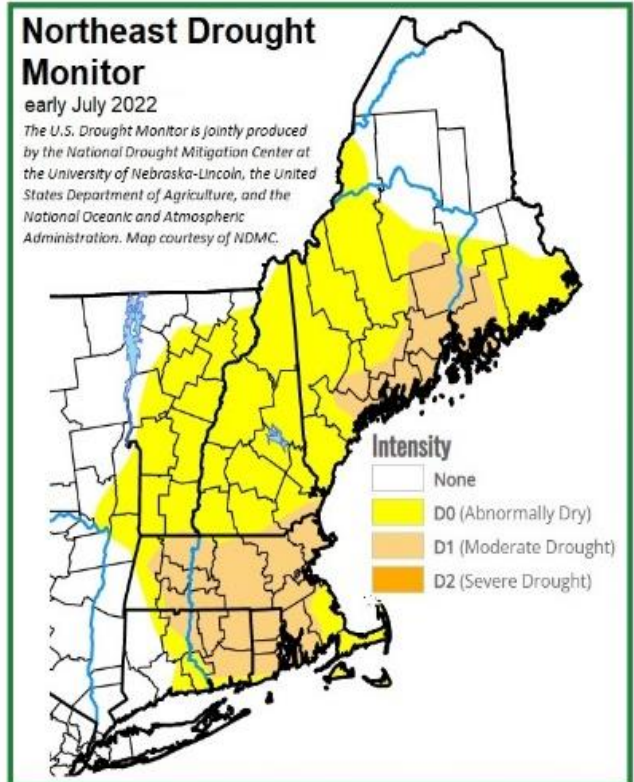 Northeast Drought
Monitor
early July 2022
The U.S. Drought Monitor is jointly produced
by the National Drought Mitigation Center at
the University of Nebraska-Lincoln, the United
States Department of Agriculture, and the
National Oceanic and Atmospheric
Administration. Map courtesy of NDMC.
Intensity
None
D0 (Abnormally Dry)
D1 (Moderate Drought)
D2 (Severe Drought)